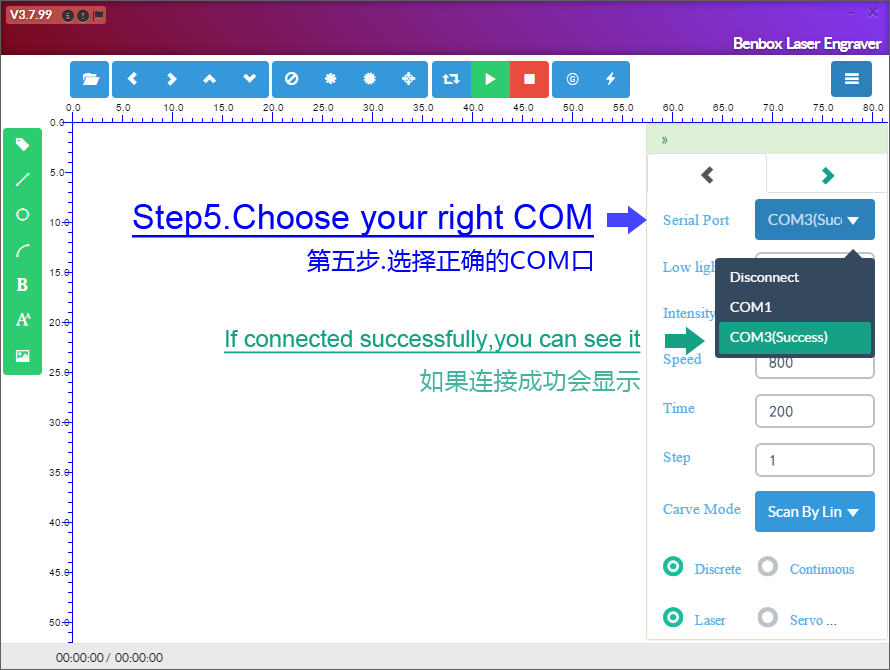 V3.7.99
Benbox Laser Engraver
0.0 5.0 10.0 15.0 20.0 25.0 30.0 35.0 40.0 45.0 50.0 55.0 60.0 65.0 70.0 75.0 80.0
0.0
5.0
10.0
15.0
20.0
25.0
30.0
35.0
40.0
45.0
50.0
B
A
Step5.Choose your right COM
第五步.选择正确的COM口
If connected successfully,you can see it
如果连接成功会显示
»
Serial Port COM3(Suc
Low ligh
Disconnect
COM1
COM3(Success)
Intensity
Speed 800
Time 200
Step 1
Carve Mode Scan By Lin
Discrete Continuous
Laser Servo ...
00:00:00 / 00:00:00